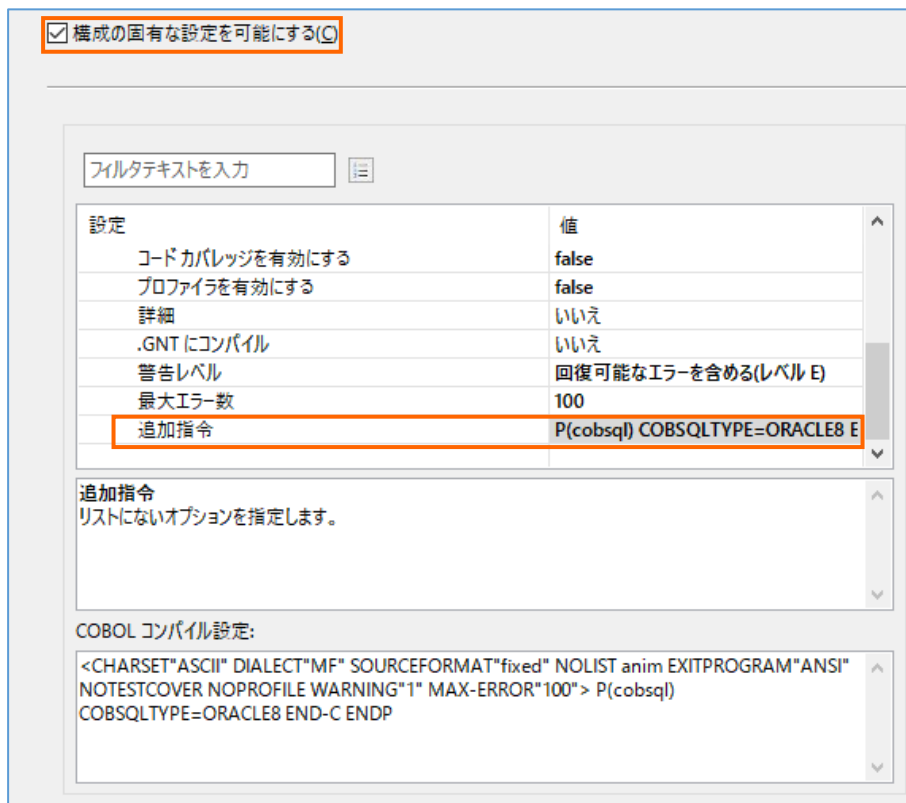 構成の固有な設定を可能にする(C)
フィルタテキストを入力
設定 値
コード カバレッジを有効にする false
プロファイラを有効にする false
詳細 いいえ
.GNT にコンパイル いいえ
警告レベル 回復可能なエラーを含める(レベル E)
最大エラー数 100
追加指令 P(cobsql) COBSQLTYPE=ORACLE8 E
追加指令
リストにないオプションを指定します。
COBOL コンパイル設定:
<CHARSET"ASCII" DIALECT"MF" SOURCEFORMAT"fixed" NOLIST anim EXITPROGRAM"ANSI"
NOTESTCOVER NOPROFILE WARNING"1" MAX-ERROR"100"> P(cobsql)
COBSQLTYPE=ORACLE8 END-C ENDP